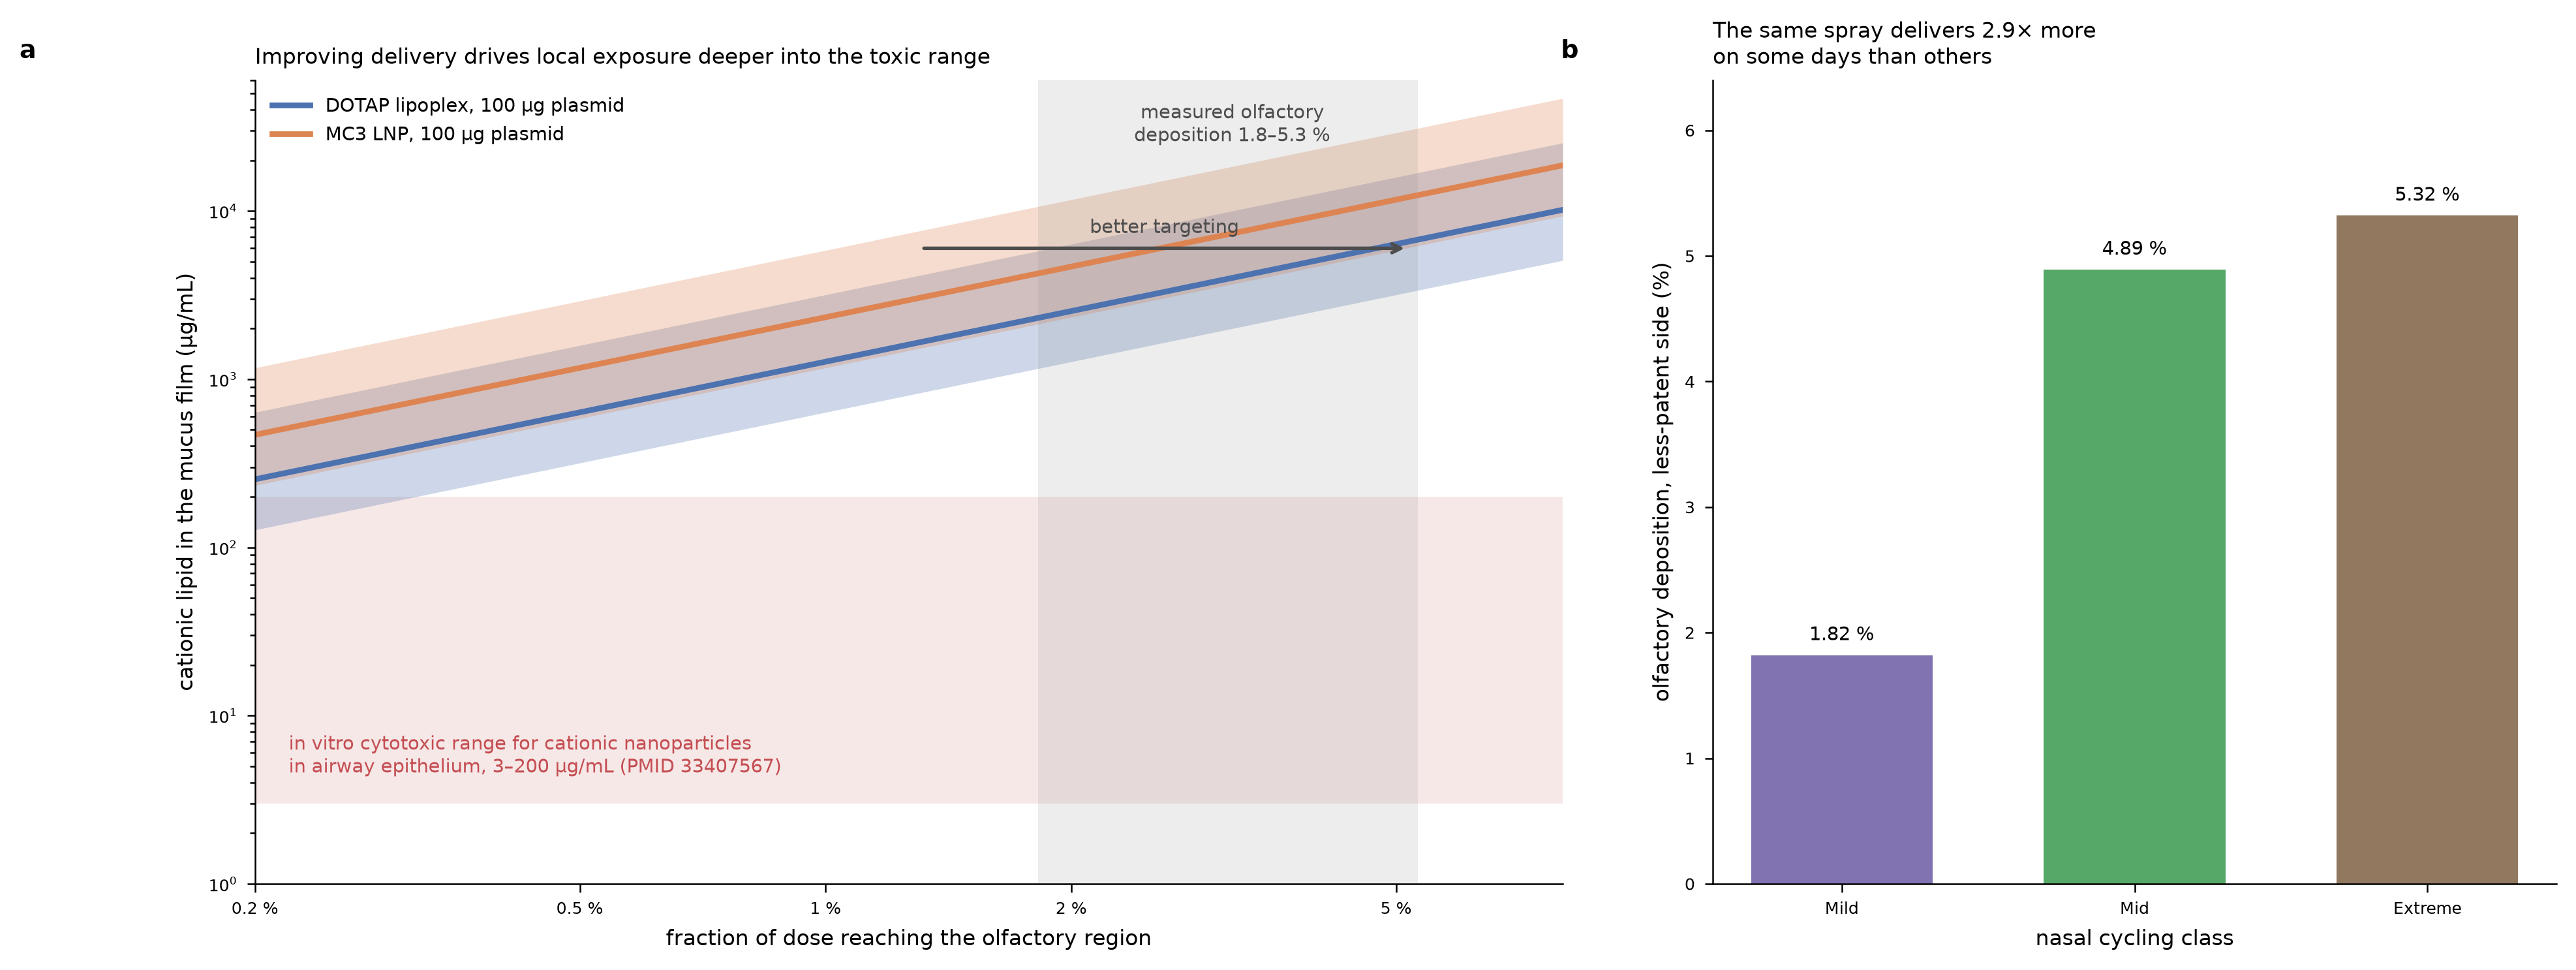 a
Improving delivery drives local exposure deeper into the toxic range
DOTAP lipoplex, 100 µg plasmid
MC3 LNP, 100 µg plasmid
measured olfactory
deposition 1.8–5.3 %
better targeting
in vitro cytotoxic range for cationic nanoparticles
in airway epithelium, 3–200 µg/mL (PMID 33407567)
cationic lipid in the mucus film (µg/mL)
10⁴
10³
10²
10¹
10⁰
0.2 %
0.5 %
1 %
2 %
5 %
fraction of dose reaching the olfactory region
b
The same spray delivers 2.9× more
on some days than others
olfactory deposition, less-patent side (%)
6
5
4
3
2
1
0
1.82 %
4.89 %
5.32 %
Mild
Mid
Extreme
nasal cycling class